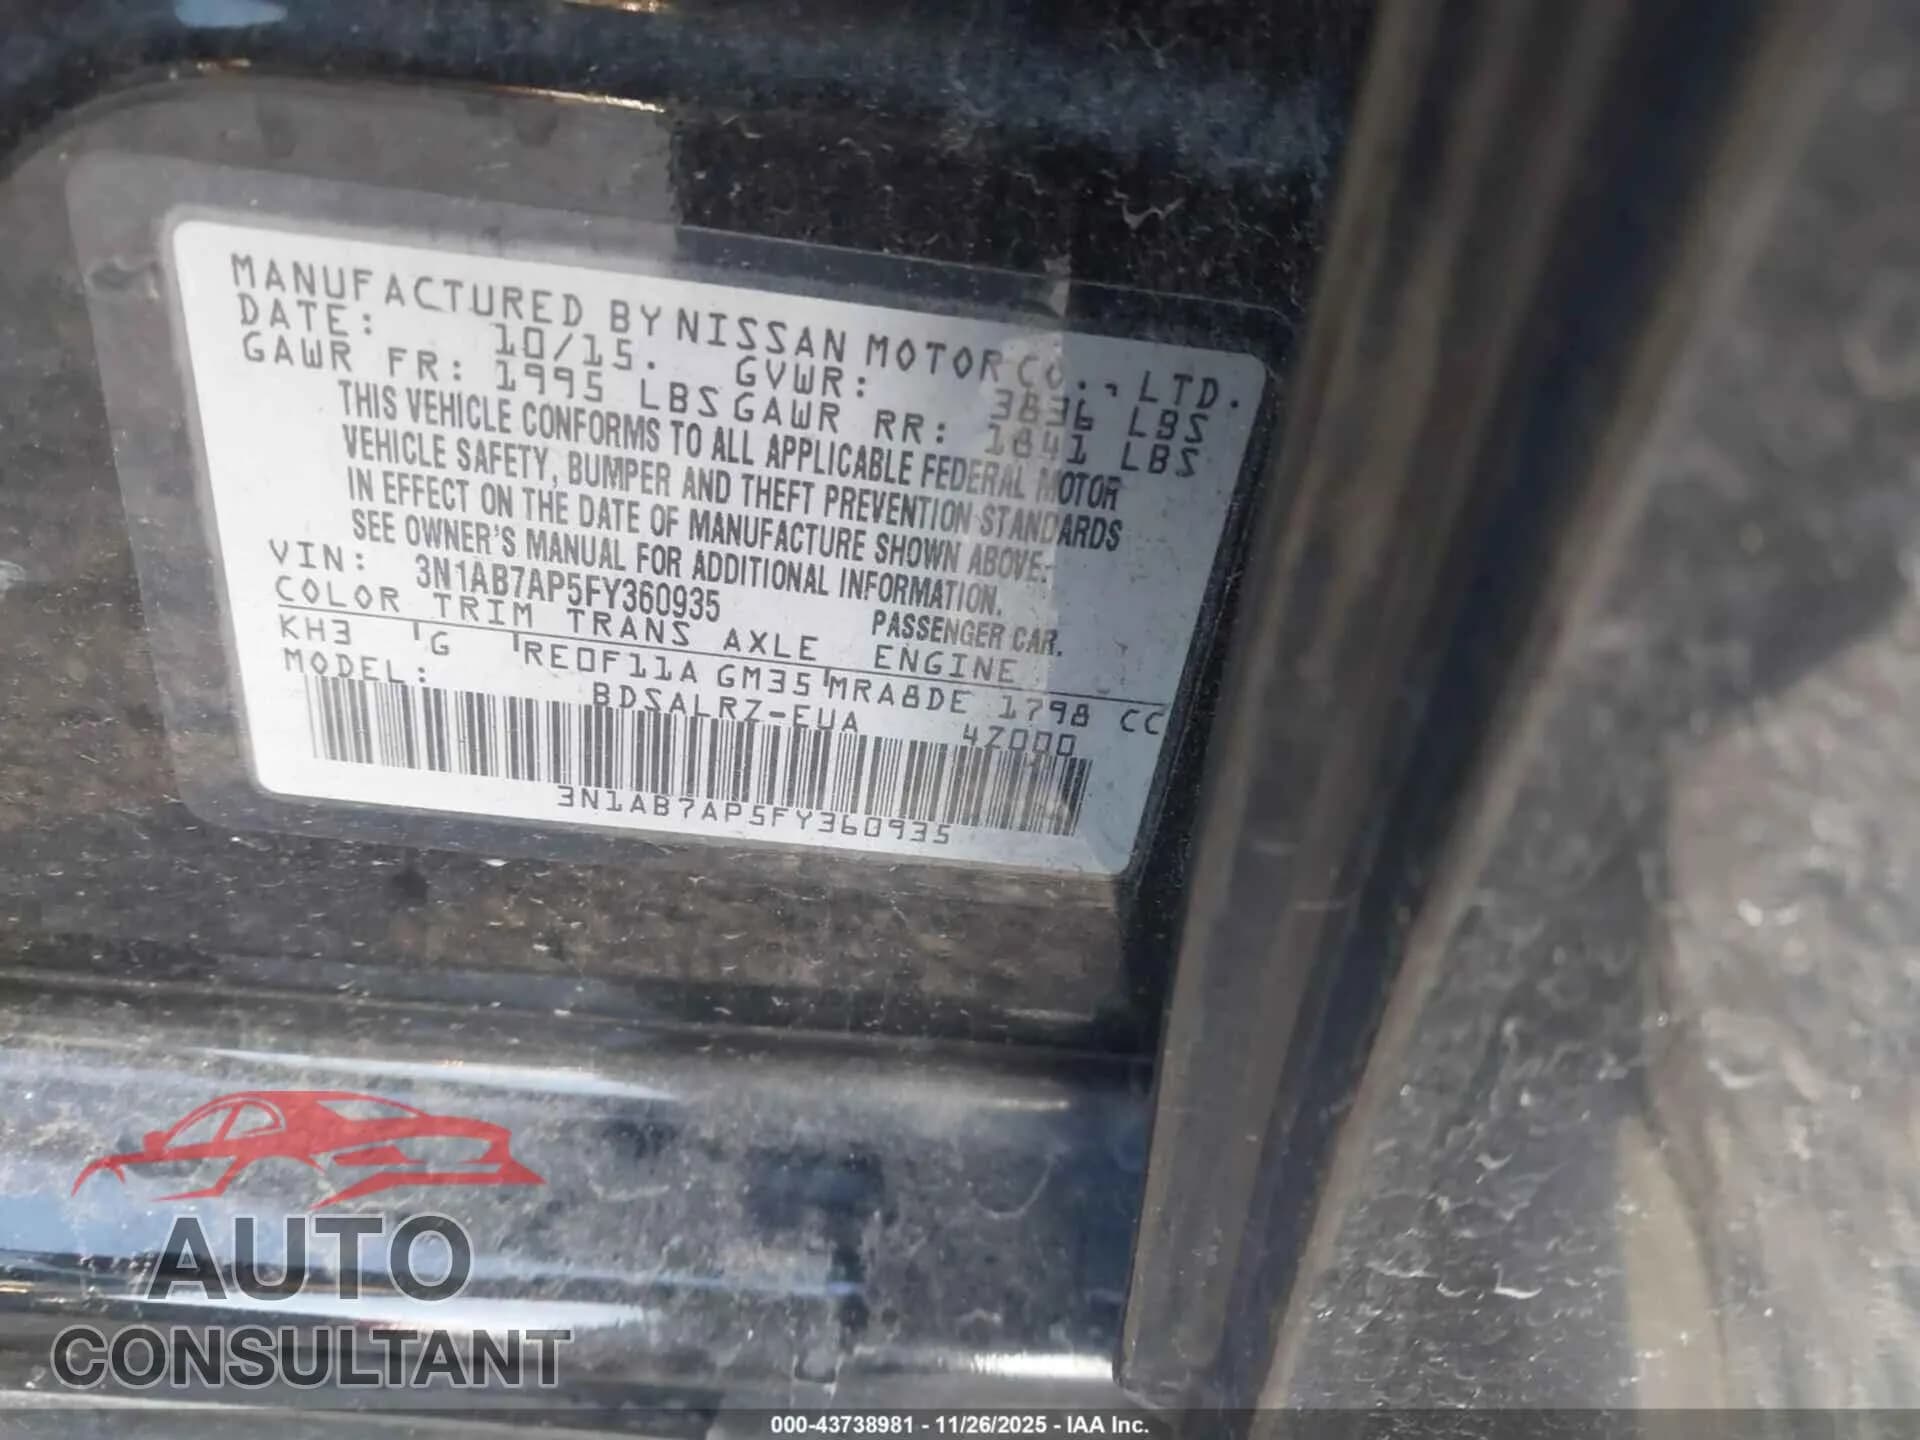 MANUFACTURED BY NISSAN MOTOR CO., LTD.
DATE: 10/15. GVWR: 3836 LBS
GAWR FR: 1995 LBS GAWR RR: 1841 LBS
THIS VEHICLE CONFORMS TO ALL APPLICABLE FEDERAL MOTOR
VEHICLE SAFETY, BUMPER AND THEFT PREVENTION STANDARDS
IN EFFECT ON THE DATE OF MANUFACTURE SHOWN ABOVE.
SEE OWNER'S MANUAL FOR ADDITIONAL INFORMATION.
VIN: 3N1AB7AP5FY360935 PASSENGER CAR.
COLOR TRIM TRANS AXLE ENGINE
KH3 G RE0F11A GM35 MRA8DE 1798 CC
MODEL: BDSALRZ-EUA 4Z000
3N1AB7AP5FY360935
AUTO
CONSULTANT
000-43738981 - 11/26/2025 - IAA Inc.